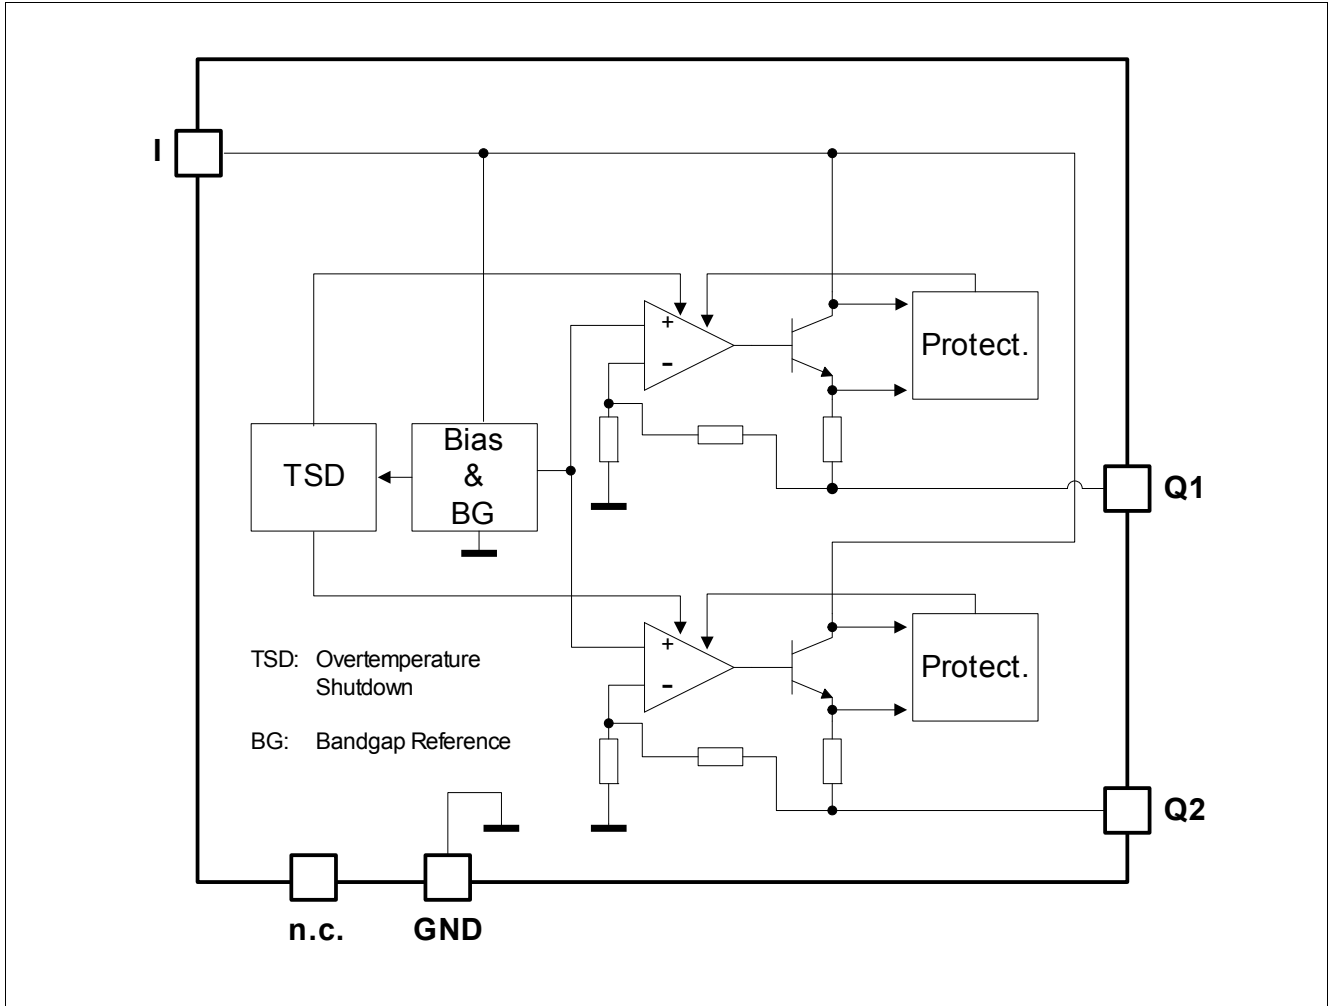 I
+
-
Protect.
TSD
Bias
&
BG
Q1
+
-
Protect.
TSD: Overtemperature
Shutdown
BG: Bandgap Reference
Q2
n.c.
GND